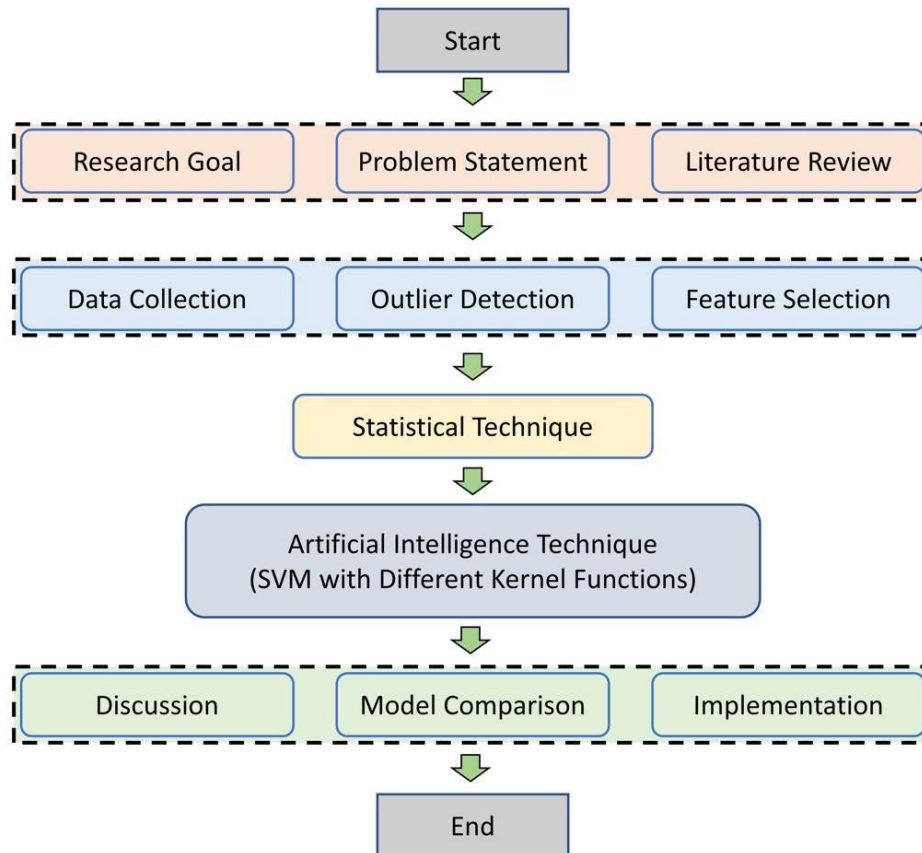 Start
Research Goal
Problem Statement
Literature Review
Data Collection
Outlier Detection
Feature Selection
Statistical Technique
Artificial Intelligence Technique
(SVM with Different Kernel Functions)
Discussion
Model Comparison
Implementation
End